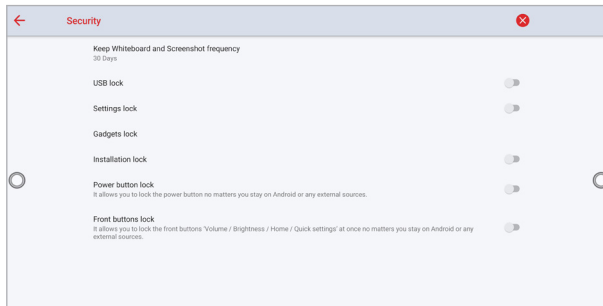 Security
Keep Whiteboard and Screenshot frequency
30 Days
USB lock
Settings lock
Gadgets lock
Installation lock
Power button lock
It allows you to lock the power button no matters you stay on Android or any external sources.
Front buttons lock
It allows you to lock the front buttons 'Volume / Brightness / Home / Quick settings' at once no matters you stay on Android or any
external sources.